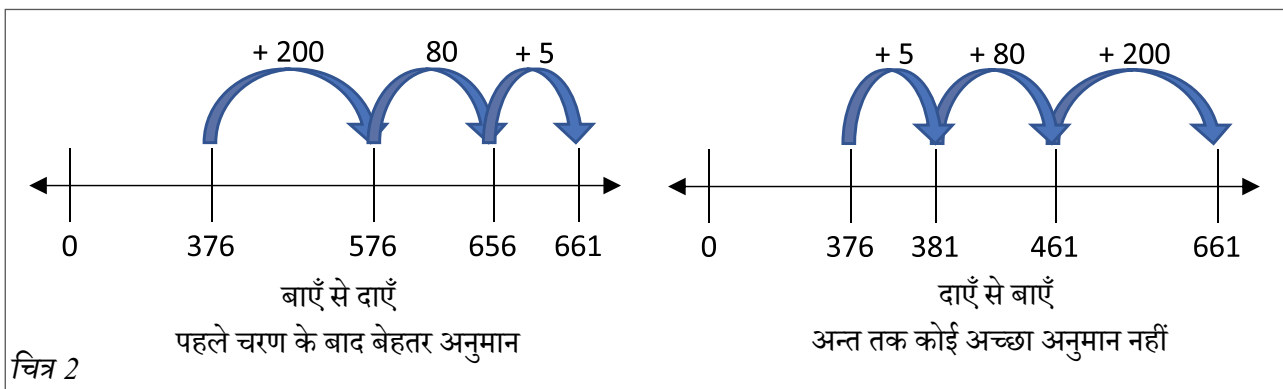 + 200 80 + 5
0 376 576 656 661
बाएँ से दाएँ
पहले चरण के बाद बेहतर अनुमान
+ 5 + 80 + 200
0 376 381 461 661
दाएँ से बाएँ
अन्त तक कोई अच्छा अनुमान नहीं
चित्र 2